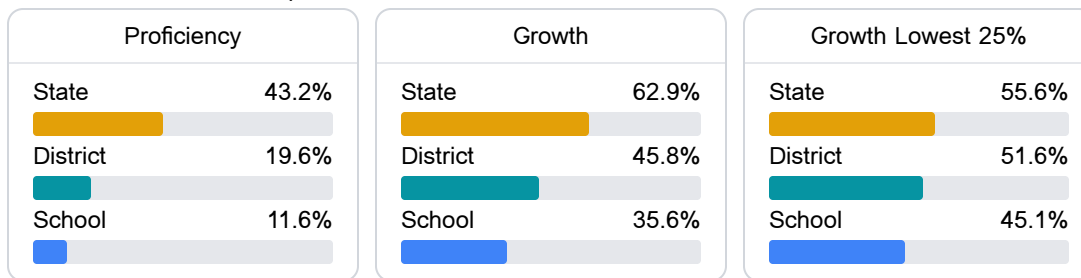 Proficiency
State 43.2%
District 19.6%
School 11.6%
Growth
State 62.9%
District 45.8%
School 35.6%
Growth Lowest 25%
State 55.6%
District 51.6%
School 45.1%